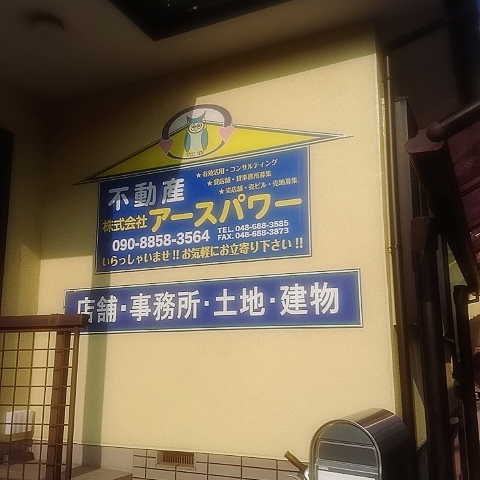 不動産
★有効活用・コンサルティング
★貸店舗・貸事務所募集
★売店舗・売ビル・売地募集
株式会社アースパワー
090-8858-3564
TEL. 048-688-3585
FAX. 048-688-3873
いらっしゃいませ!!お気軽にお立寄り下さい!!
店舗・事務所・土地・建物